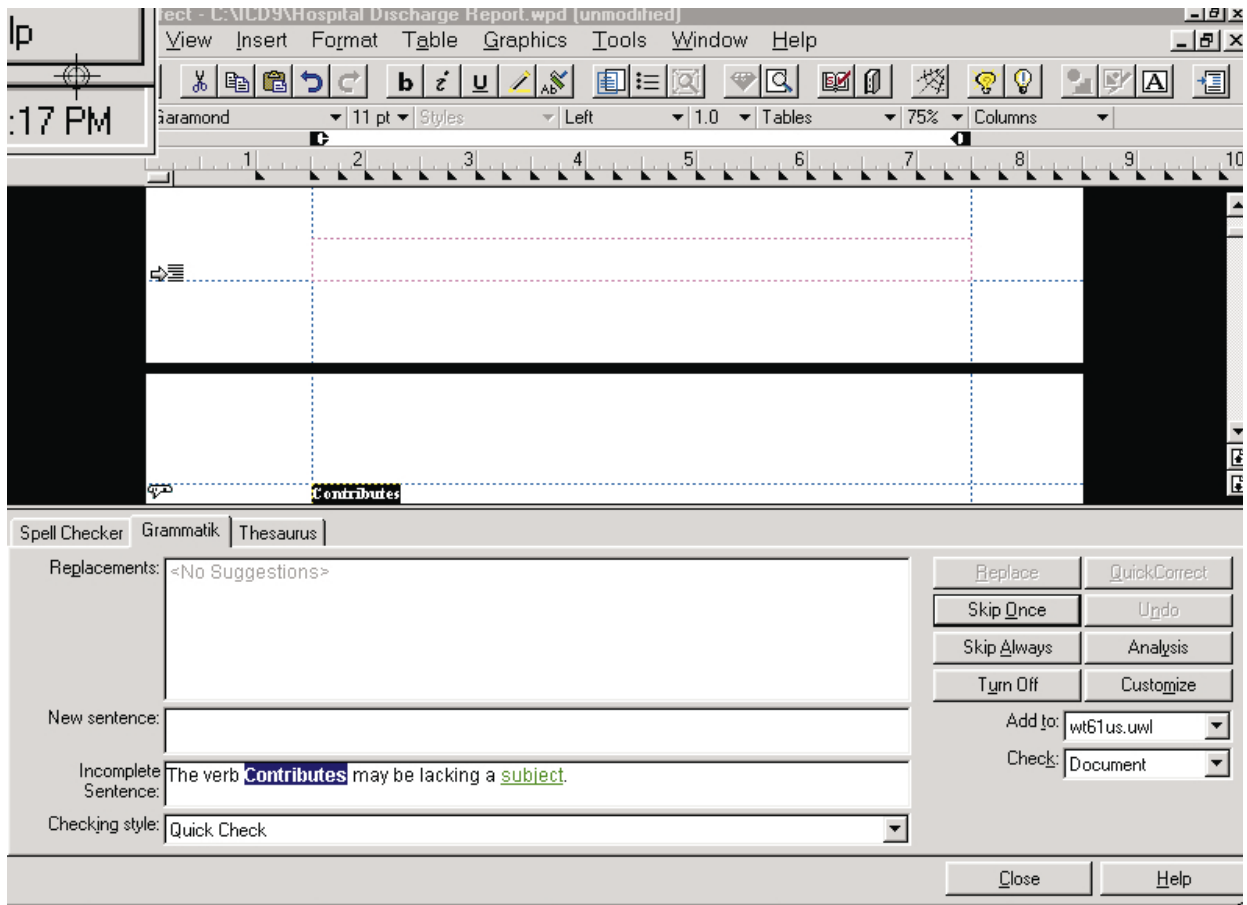 lp
:17 PM
fect - C:\ICD9\Hospital Discharge Report.wpd (unmodified)
View Insert Format Table Graphics Tools Window Help
b i u AB A
Garamond 11 pt Styles Left 1.0 Tables 75% Columns
1 2 3 4 5 6 7 8 9 10
Contributes
Spell Checker Grammatik Thesaurus
Replacements: <No Suggestions>
Replace QuickCorrect
Skip Once Undo
Skip Always Analysis
Turn Off Customize
New sentence:
Add to: wt61us.uwl
Incomplete Sentence: The verb Contributes may be lacking a subject.
Check: Document
Checking style: Quick Check
Close Help